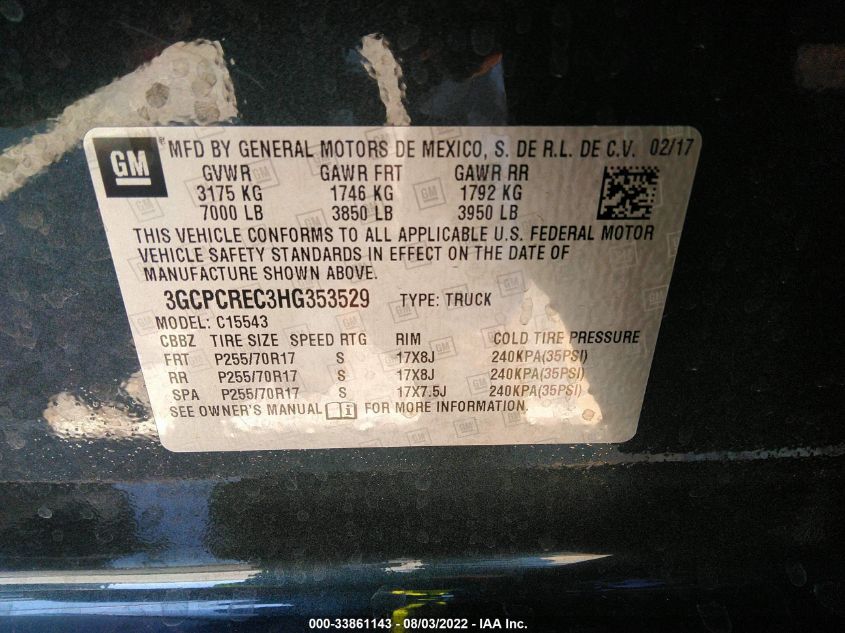 GM ® MFD BY GENERAL MOTORS DE MEXICO, S. DE R.L. DE C.V. 02/17
GVWR GAWR FRT GAWR RR
3175 KG 1746 KG 1792 KG
7000 LB 3850 LB 3950 LB
THIS VEHICLE CONFORMS TO ALL APPLICABLE U.S. FEDERAL MOTOR
VEHICLE SAFETY STANDARDS IN EFFECT ON THE DATE OF
MANUFACTURE SHOWN ABOVE.
3GCPCREC3HG353529 TYPE: TRUCK
MODEL: C15543
CBBZ TIRE SIZE SPEED RTG RIM COLD TIRE PRESSURE
FRT P255/70R17 S 17X8J 240KPA(35PSI)
RR P255/70R17 S 17X8J 240KPA(35PSI)
SPA P255/70R17 S 17X7.5J 240KPA(35PSI)
SEE OWNER'S MANUAL FOR MORE INFORMATION.
000-33861143 - 08/03/2022 - IAA Inc.